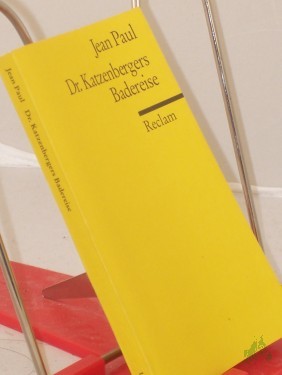 Jean Paul
Dr. Katzenbergers
Badereise
Reclam
Jean Paul Dr. Katzenbergers Badereise